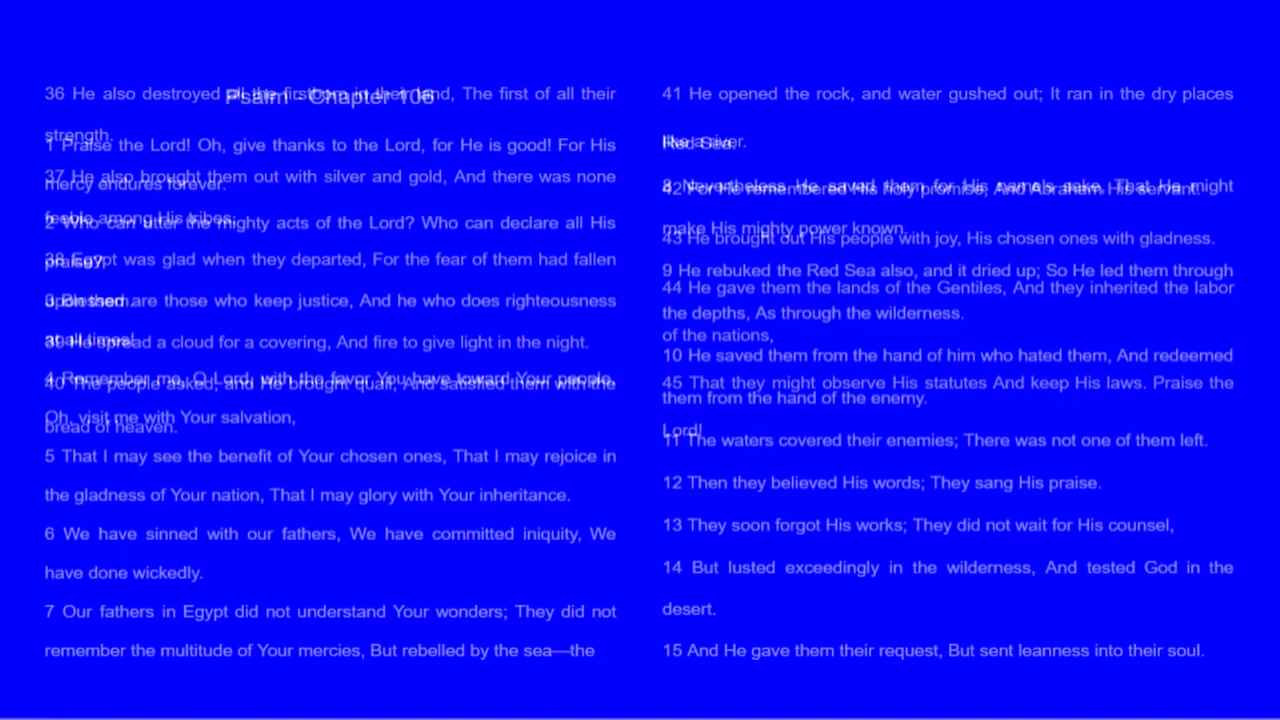 36 He also destroyed all the firstborn in their land, The first of all their
Psalm - Chapter 106
strength.
1 Praise the Lord! Oh, give thanks to the Lord, for He is good! For His
37 He also brought them out with silver and gold, And there was none
mercy endures forever.
feeble among His tribes.
2 Who can utter the mighty acts of the Lord? Who can declare all His
38 Egypt was glad when they departed, For the fear of them had fallen
praise?
upon them.
3 Blessed are those who keep justice, And he who does righteousness
at all times!
39 He spread a cloud for a covering, And fire to give light in the night.
4 Remember me, O Lord, with the favor You have toward Your people.
40 The people asked, and He brought quail, And satisfied them with the
Oh, visit me with Your salvation,
bread of heaven.
5 That I may see the benefit of Your chosen ones, That I may rejoice in
the gladness of Your nation, That I may glory with Your inheritance.
6 We have sinned with our fathers, We have committed iniquity, We
have done wickedly.
7 Our fathers in Egypt did not understand Your wonders; They did not
remember the multitude of Your mercies, But rebelled by the sea—the
41 He opened the rock, and water gushed out; It ran in the dry places
like a river.
Red Sea.
8 Nevertheless He saved them for His name's sake, That He might
42 For He remembered His holy promise, And Abraham His servant.
make His mighty power known.
43 He brought out His people with joy, His chosen ones with gladness.
9 He rebuked the Red Sea also, and it dried up; So He led them through
44 He gave them the lands of the Gentiles, And they inherited the labor
the depths, As through the wilderness.
of the nations,
10 He saved them from the hand of him who hated them, And redeemed
45 That they might observe His statutes And keep His laws. Praise the
them from the hand of the enemy.
Lord!
11 The waters covered their enemies; There was not one of them left.
12 Then they believed His words; They sang His praise.
13 They soon forgot His works; They did not wait for His counsel,
14 But lusted exceedingly in the wilderness, And tested God in the
desert.
15 And He gave them their request, But sent leanness into their soul.